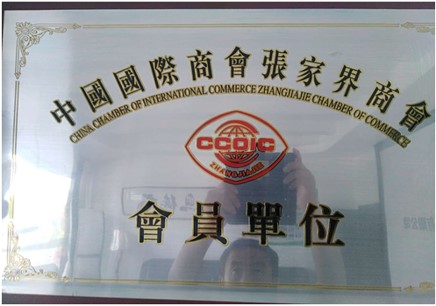 中國國際商會張家界商會
CHINA CHAMBER OF INTERNATIONAL COMMERCE ZHANGJIAJIE CHAMBER OF COMMERCE
CCOIC
ZHANGJIAJIE
會員單位